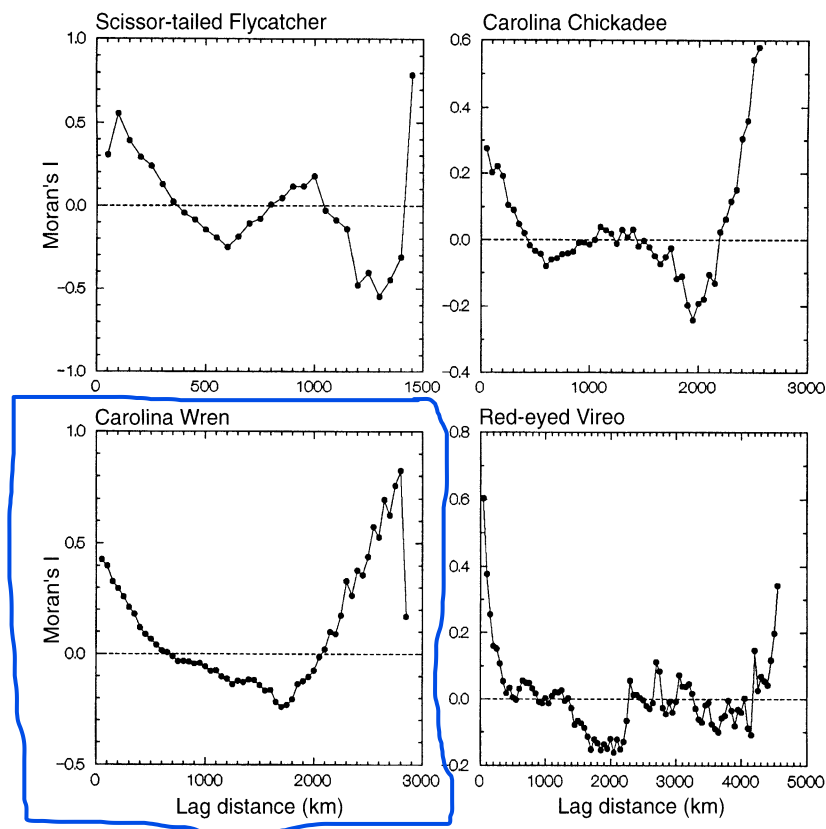 Scissor-tailed Flycatcher
1.0
0.5
0.0
−0.5
−1.0
Moran's I
0 500 1000 1500
Carolina Chickadee
0.6
0.4
0.2
0.0
−0.2
−0.4
0 1000 2000 3000
Carolina Wren
1.0
0.5
0.0
−0.5
Moran's I
0 1000 2000 3000
Lag distance (km)
Red-eyed Vireo
0.8
0.6
0.4
0.2
0.0
−0.2
0 1000 2000 3000 4000 5000
Lag distance (km)